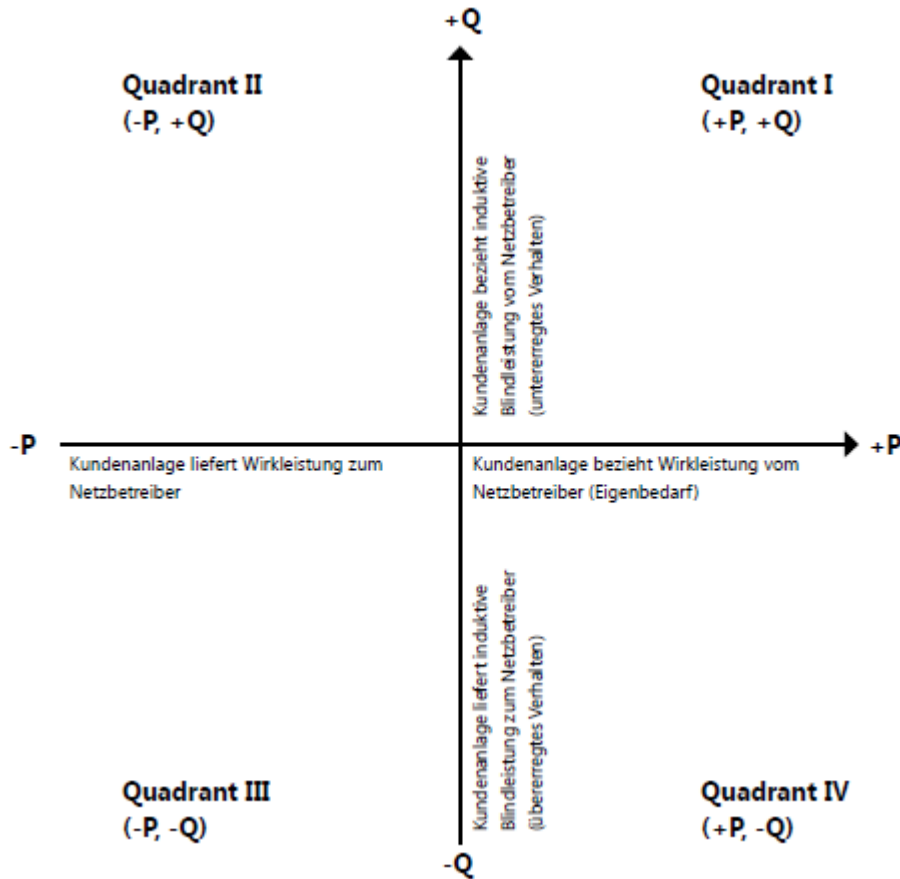 +Q
Quadrant II
(-P, +Q)
Quadrant I
(+P, +Q)
Kundenanlage bezieht induktive
Blindleistung vom Netzbetreiber
(untererregtes Verhalten)
-P
+P
Kundenanlage liefert Wirkleistung zum
Netzbetreiber
Kundenanlage bezieht Wirkleistung vom
Netzbetreiber (Eigenbedarf)
Kundenanlage liefert induktive
Blindleistung zum Netzbetreiber
(übererregtes Verhalten)
Quadrant III
(-P, -Q)
Quadrant IV
(+P, -Q)
-Q